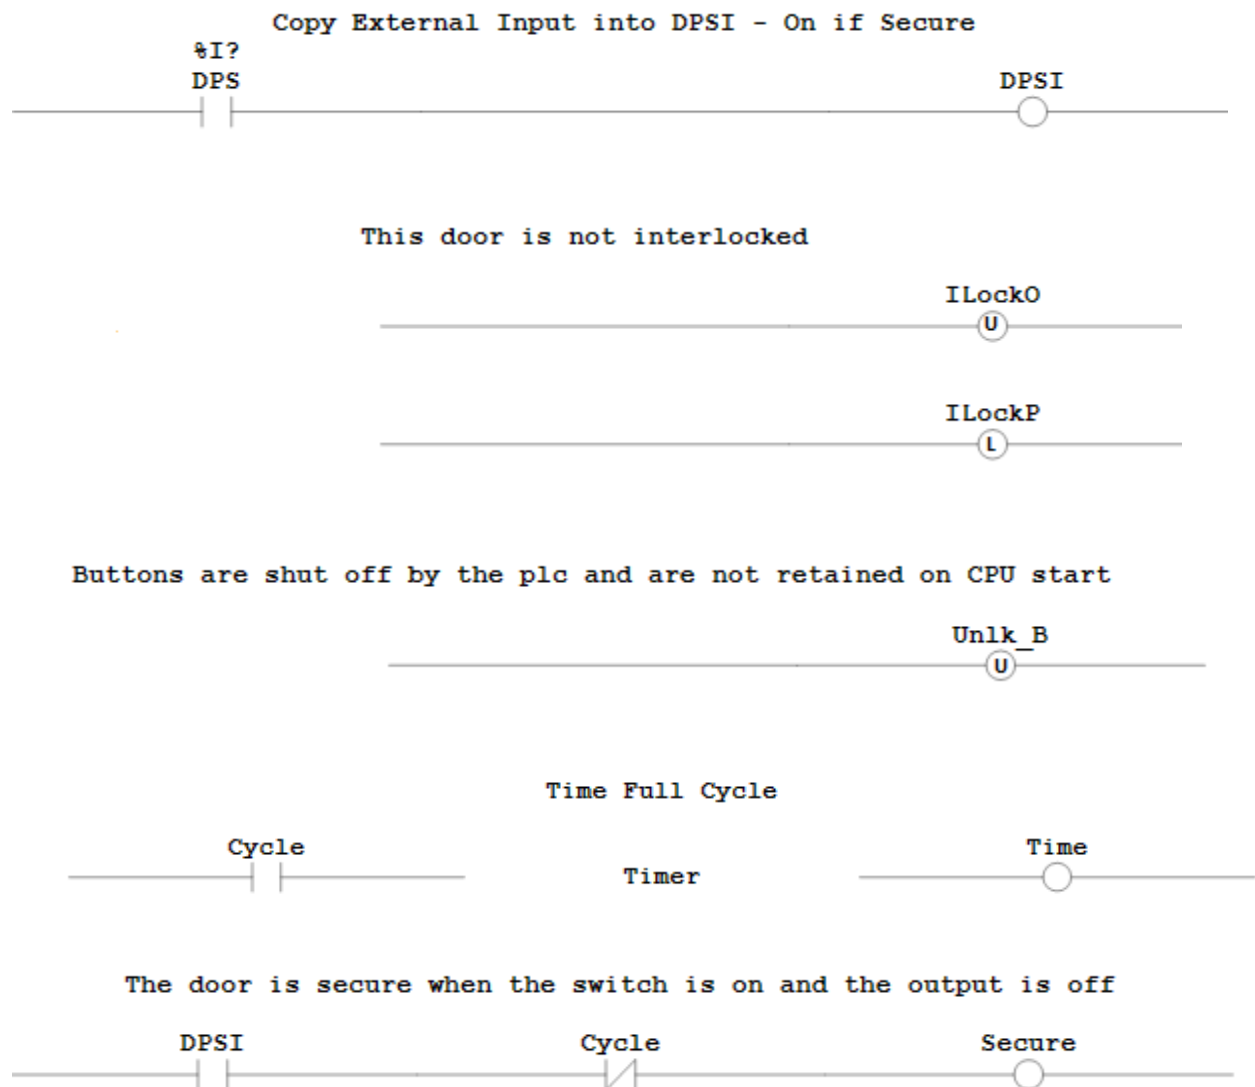 Copy External Input into DPSI - On if Secure
%I?
DPS DPSI
This door is not interlocked
ILockO
U
ILockP
L
Buttons are shut off by the plc and are not retained on CPU start
Unlk_B
U
Time Full Cycle
Cycle Time
Timer
The door is secure when the switch is on and the output is off
DPSI Cycle Secure